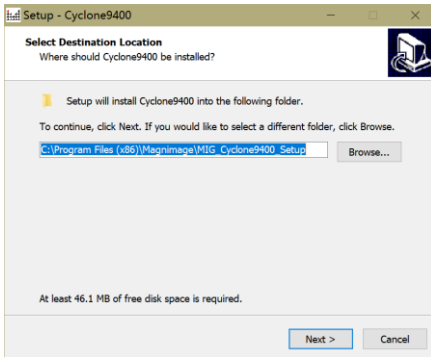 Setup - Cyclone9400
Select Destination Location
Where should Cyclone9400 be installed?
Setup will install Cyclone9400 into the following folder.
To continue, click Next. If you would like to select a different folder, click Browse.
C:\Program Files (x86)\Magnimage\MIG_Cyclone9400_Setup
Browse...
At least 46.1 MB of free disk space is required.
Next >
Cancel